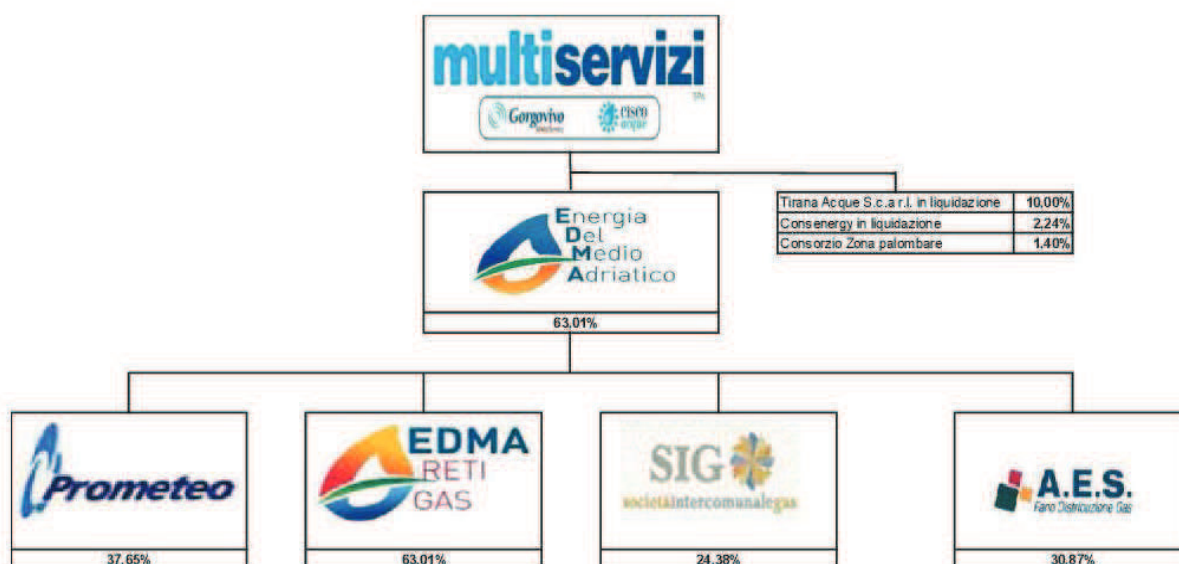 multiservizi
SPA
Gorgovivo
CISCO
acque
Energia
Del
Medio
Adriatico
63,01%
Tirana Acque S.c.a r.l. in liquidazione 10,00%
Consenergy in liquidazione 2,24%
Consorzio Zona palombare 1,40%
Prometeo
37,65%
EDMA
RETI
GAS
63,01%
SIG
societàintercomunalegas
24,38%
A.E.S.
Fano Distribuzione Gas
30,87%